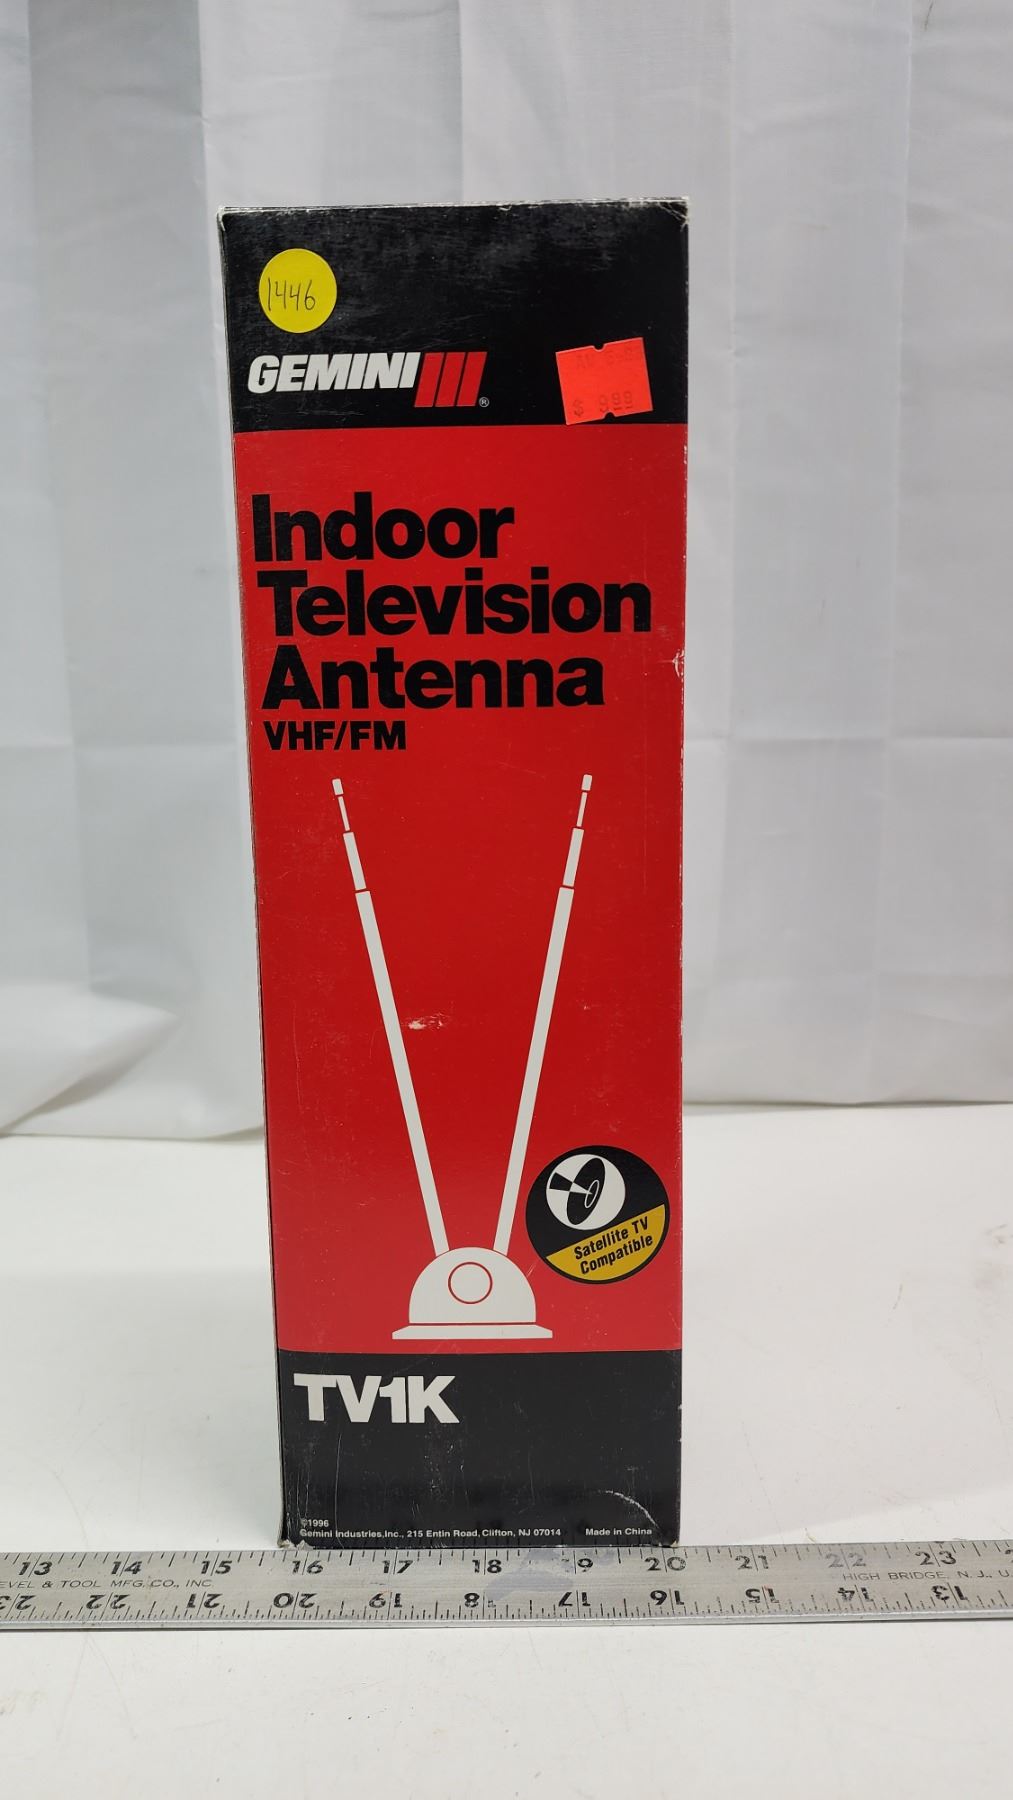 1446
GEMINI ®
$ 9.99
Indoor
Television
Antenna
VHF/FM
Satellite TV
Compatible
TV1K
©1996
Gemini Industries, Inc., 215 Entin Road, Clifton, NJ 07014 Made in China
13 14 15 16 17 18 19 20 21 22 23
EVEL & TOOL MFG. CO., INC HIGH BRIDGE, N.J., U.
23 22 21 20 19 18 17 16 15 14 13